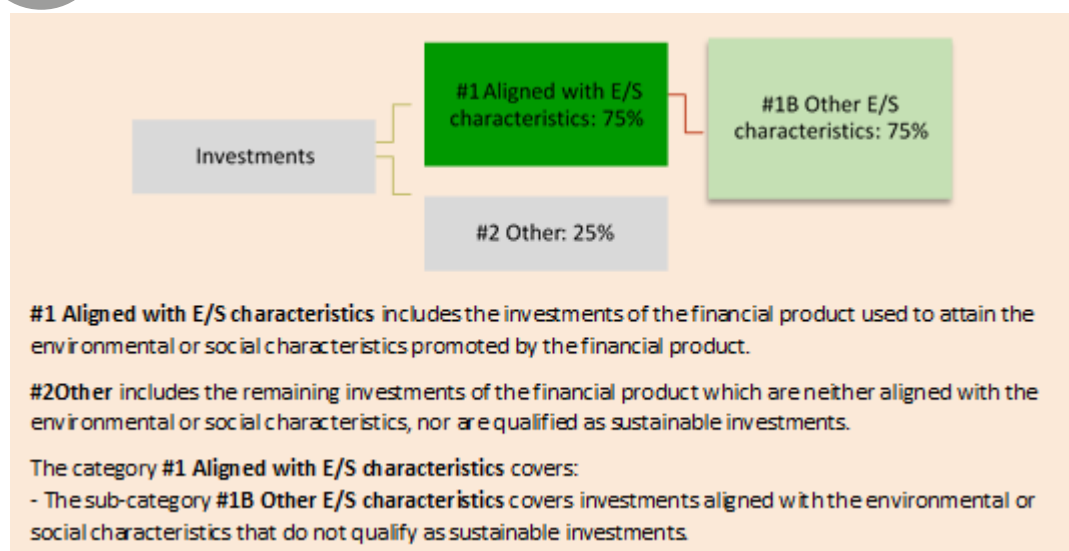 #1Aligned with E/S
characteristics: 75%
#1B Other E/S
characteristics: 75%
Investments
#2 Other: 25%
#1 Aligned with E/S characteristics includes the investments of the financial product used to attain the
environmental or social characteristics promoted by the financial product.
#2Other includes the remaining investments of the financial product which are neither aligned with the
environmental or social characteristics, nor are qualified as sustainable investments.
The category #1 Aligned with E/S characteristics covers:
- The sub-category #1B Other E/S characteristics covers investments aligned with the environmental or
social characteristics that do not qualify as sustainable investments.